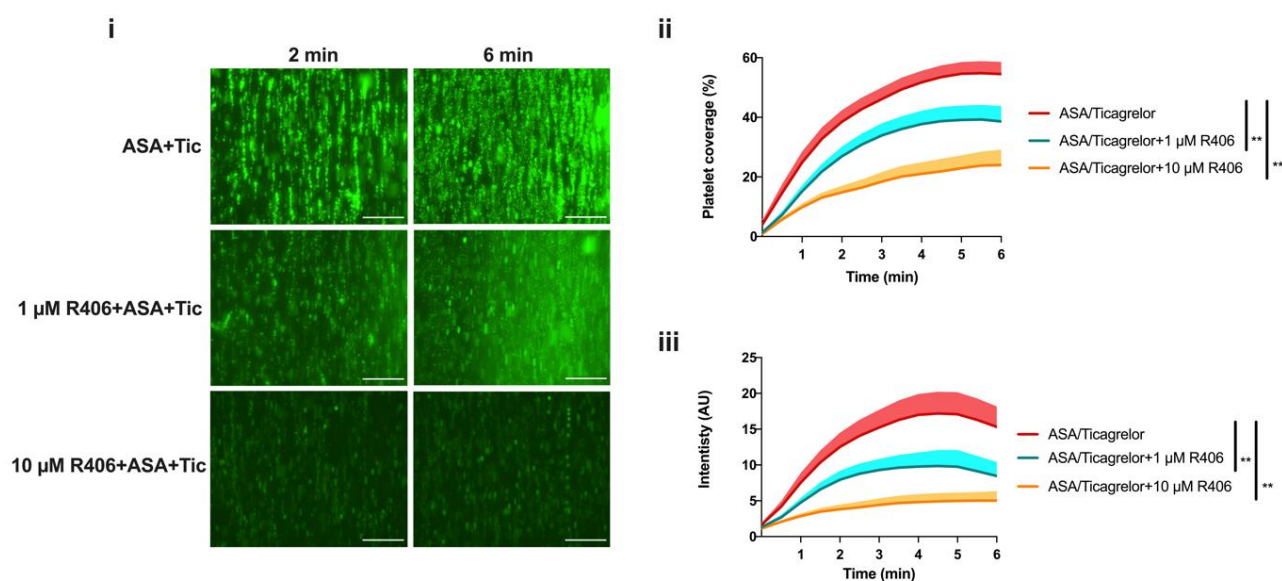 i
2 min
6 min
ASA+Tic
1 µM R406+ASA+Tic
10 µM R406+ASA+Tic
ii
60
40
20
0
Platelet coverage (%)
1 2 3 4 5 6
Time (min)
ASA/Ticagrelor
ASA/Ticagrelor+1 µM R406
ASA/Ticagrelor+10 µM R406
**
**
iii
25
20
15
10
5
0
Intentisty (AU)
1 2 3 4 5 6
Time (min)
ASA/Ticagrelor
ASA/Ticagrelor+1 µM R406
ASA/Ticagrelor+10 µM R406
**
**